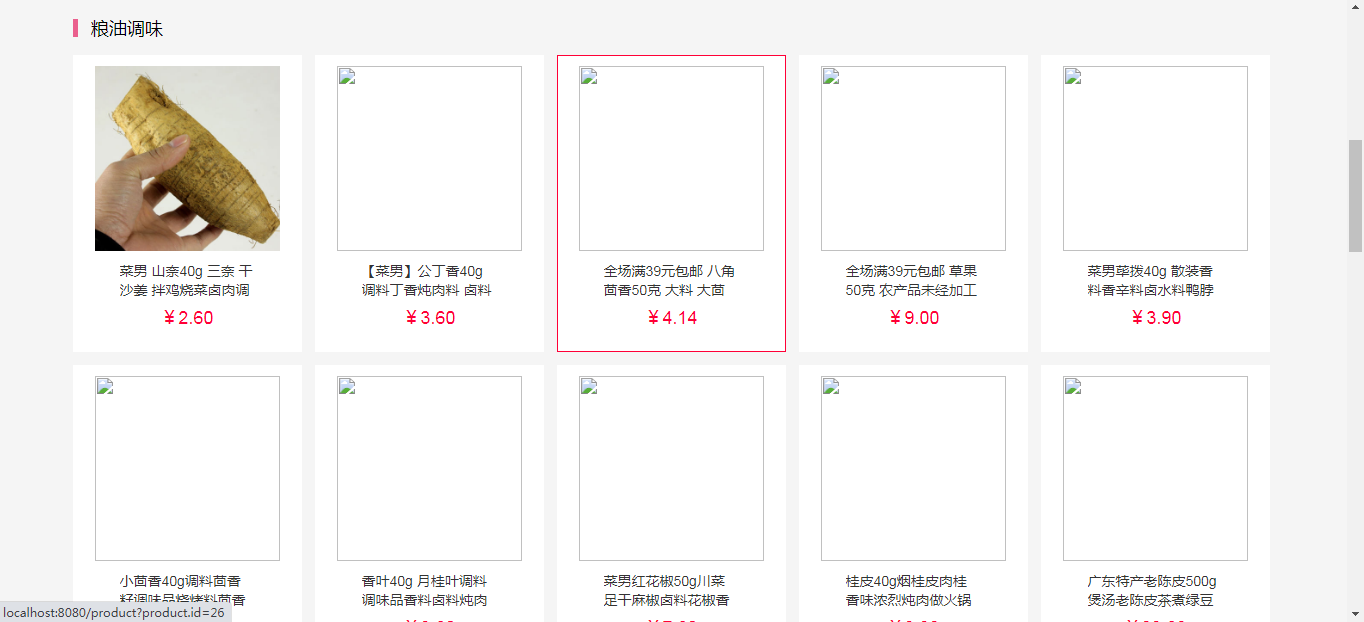 粮油调味
菜男 山奈40g 三奈 干
沙姜 拌鸡烧菜卤肉调
¥ 2.60
【菜男】公丁香40g
调料丁香炖肉料 卤料
¥ 3.60
全场满39元包邮 八角
茴香50克 大料 大茴
¥ 4.14
全场满39元包邮 草果
50克 农产品未经加工
¥ 9.00
菜男荜拨40g 散装香
料香辛料卤水料鸭脖
¥ 3.90
小茴香40g调料茴香
籽调味品烧烤料茴香
香叶40g 月桂叶调料
调味品香料卤料炖肉
菜男红花椒50g川菜
足干麻椒卤料花椒香
桂皮40g烟桂皮肉桂
香味浓烈炖肉做火锅
广东特产老陈皮500g
煲汤老陈皮茶煮绿豆
localhost:8080/product?product.id=26